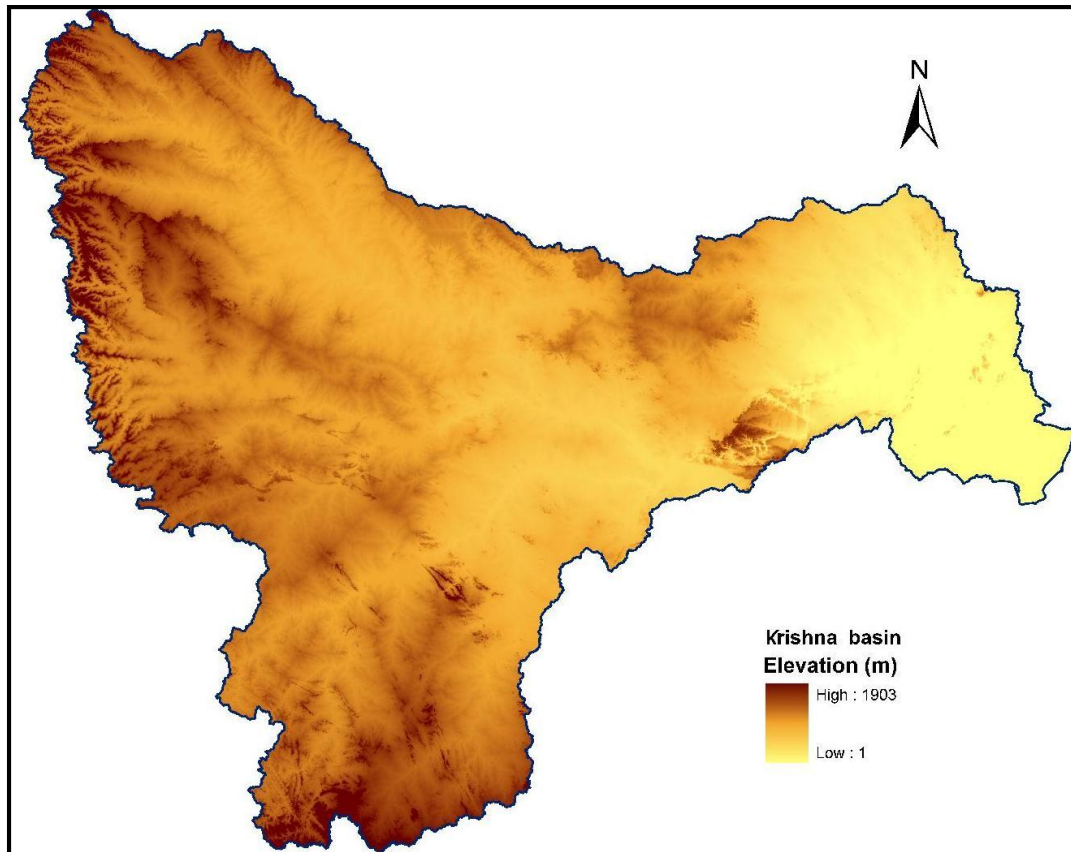 N
Krishna basin
Elevation (m)
High : 1903
Low : 1